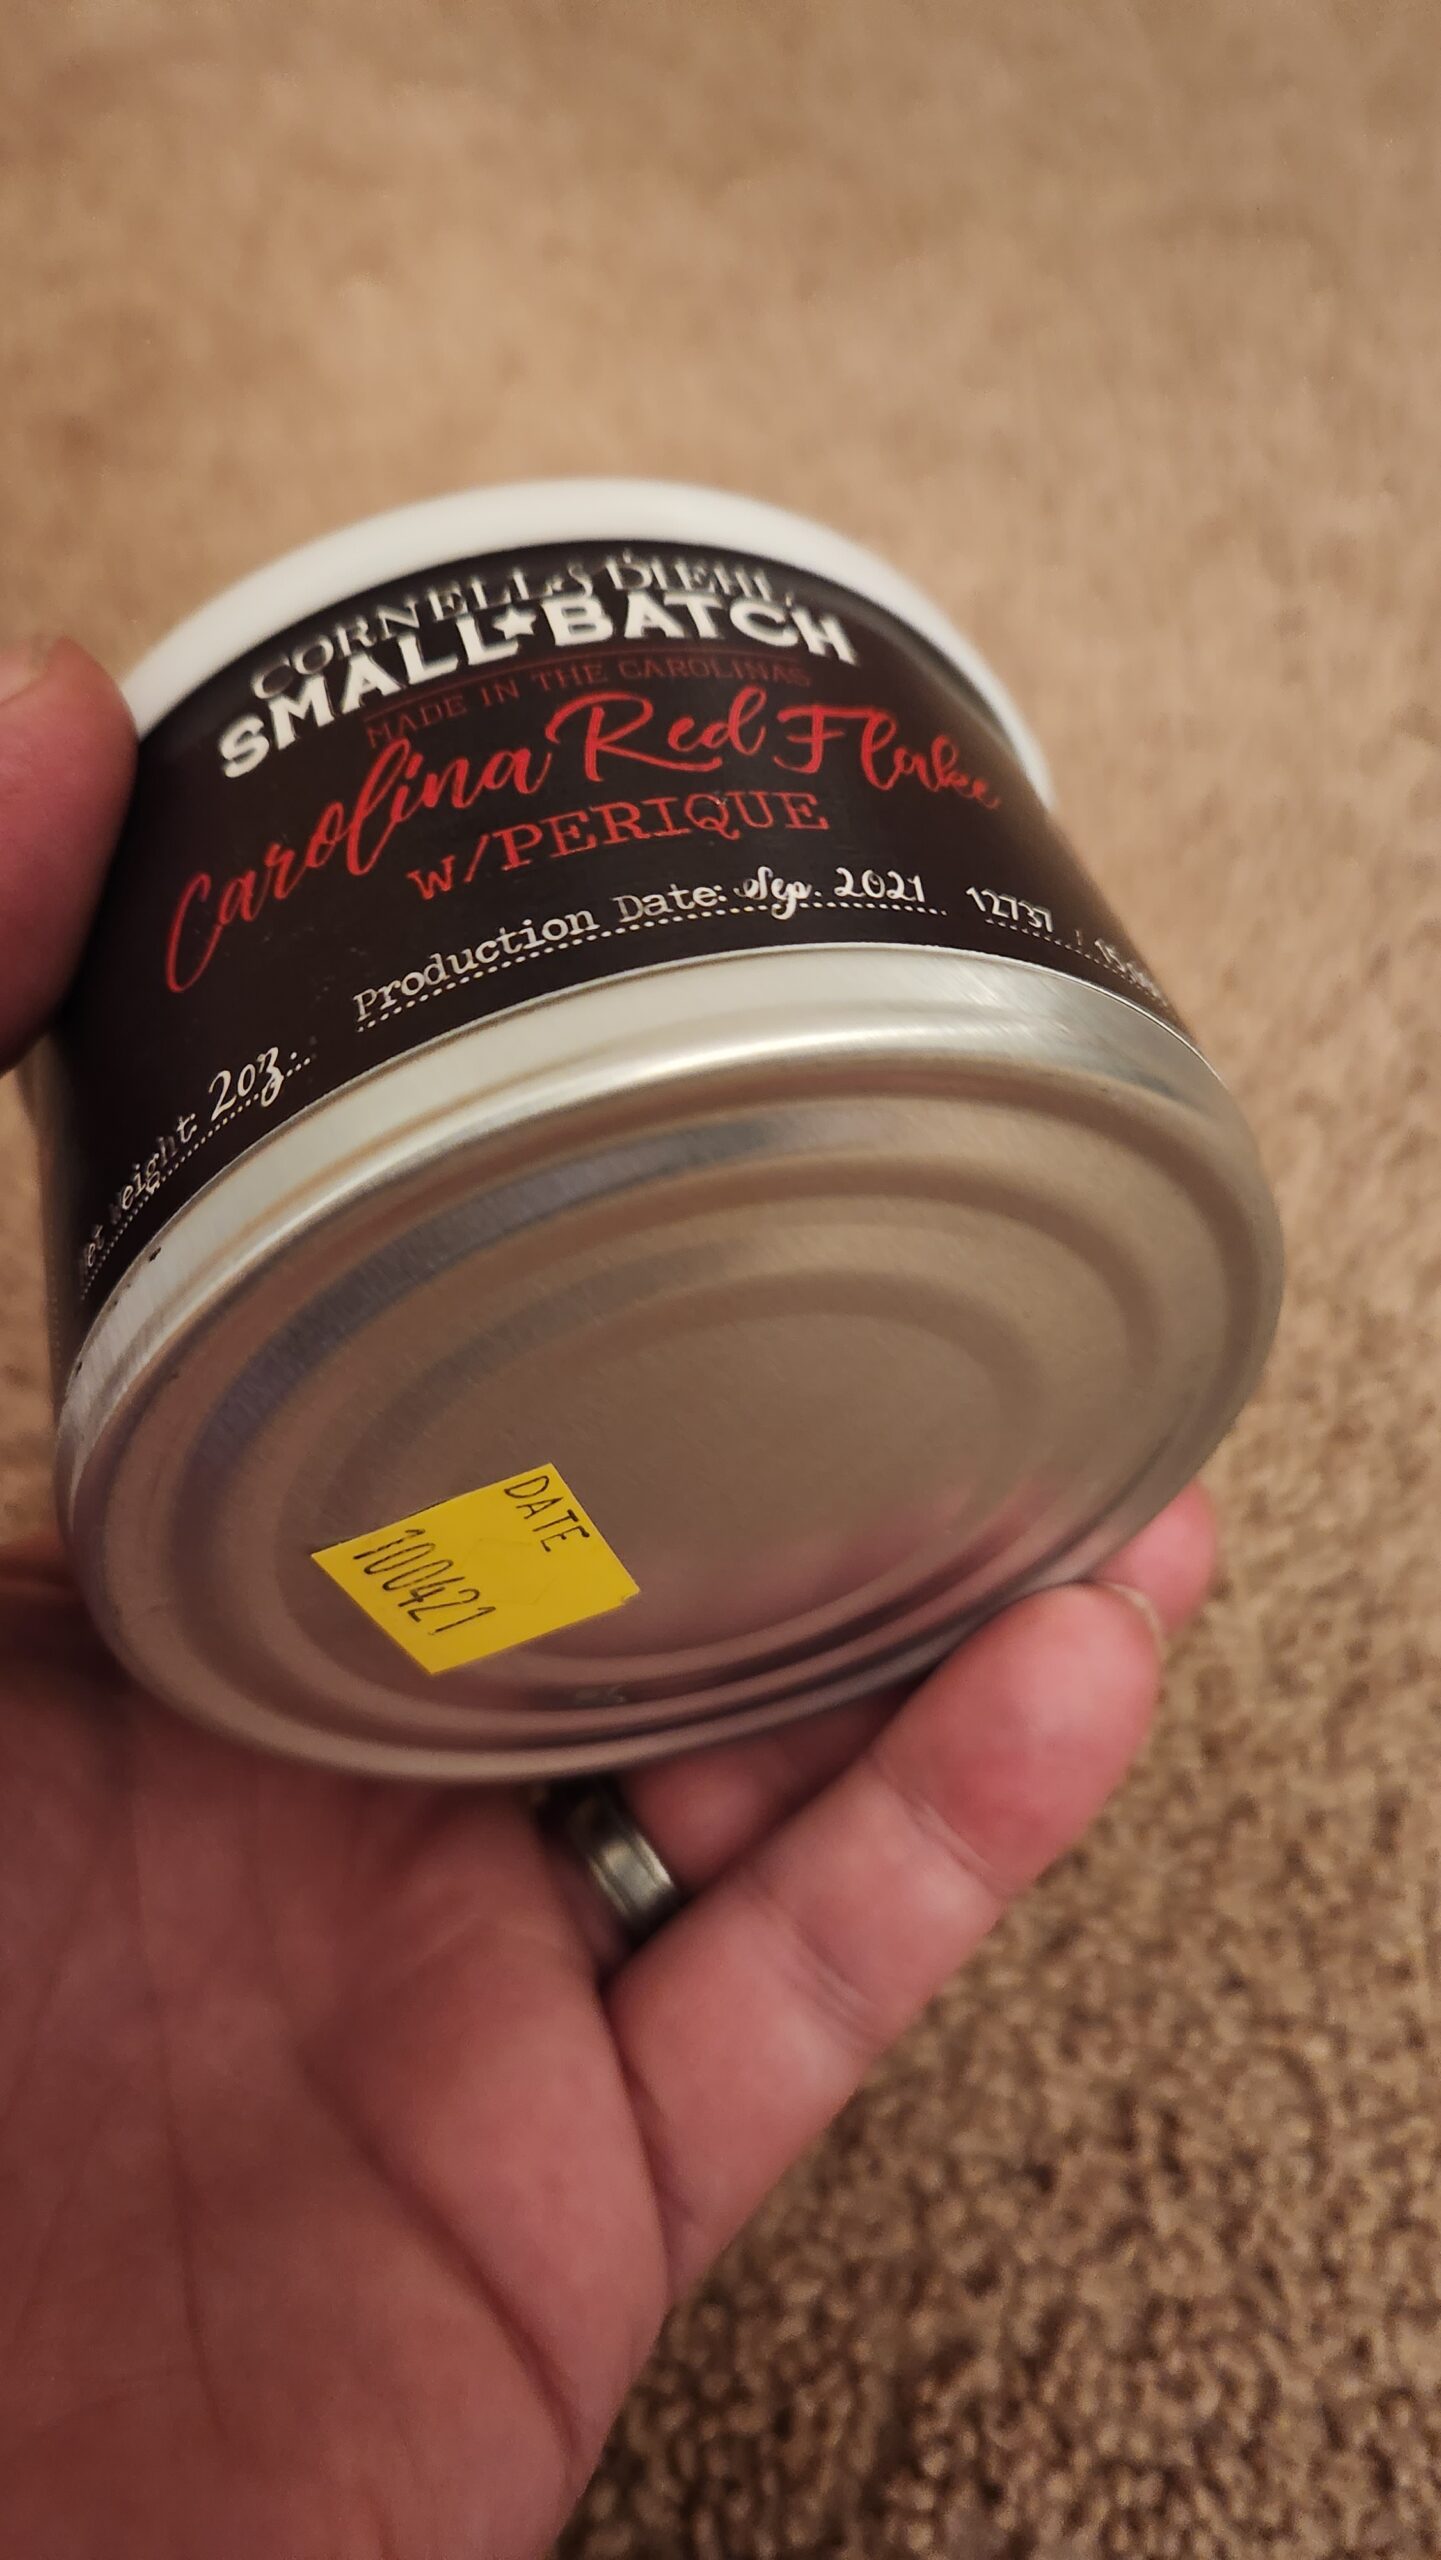 CORNELL & DIEHL
SMALL★BATCH
MADE IN THE CAROLINAS
Carolina Red Flake
W/PERIQUE
Net Weight: 2oz.
Production Date: Sep. 2021
12737 /
DATE
100421